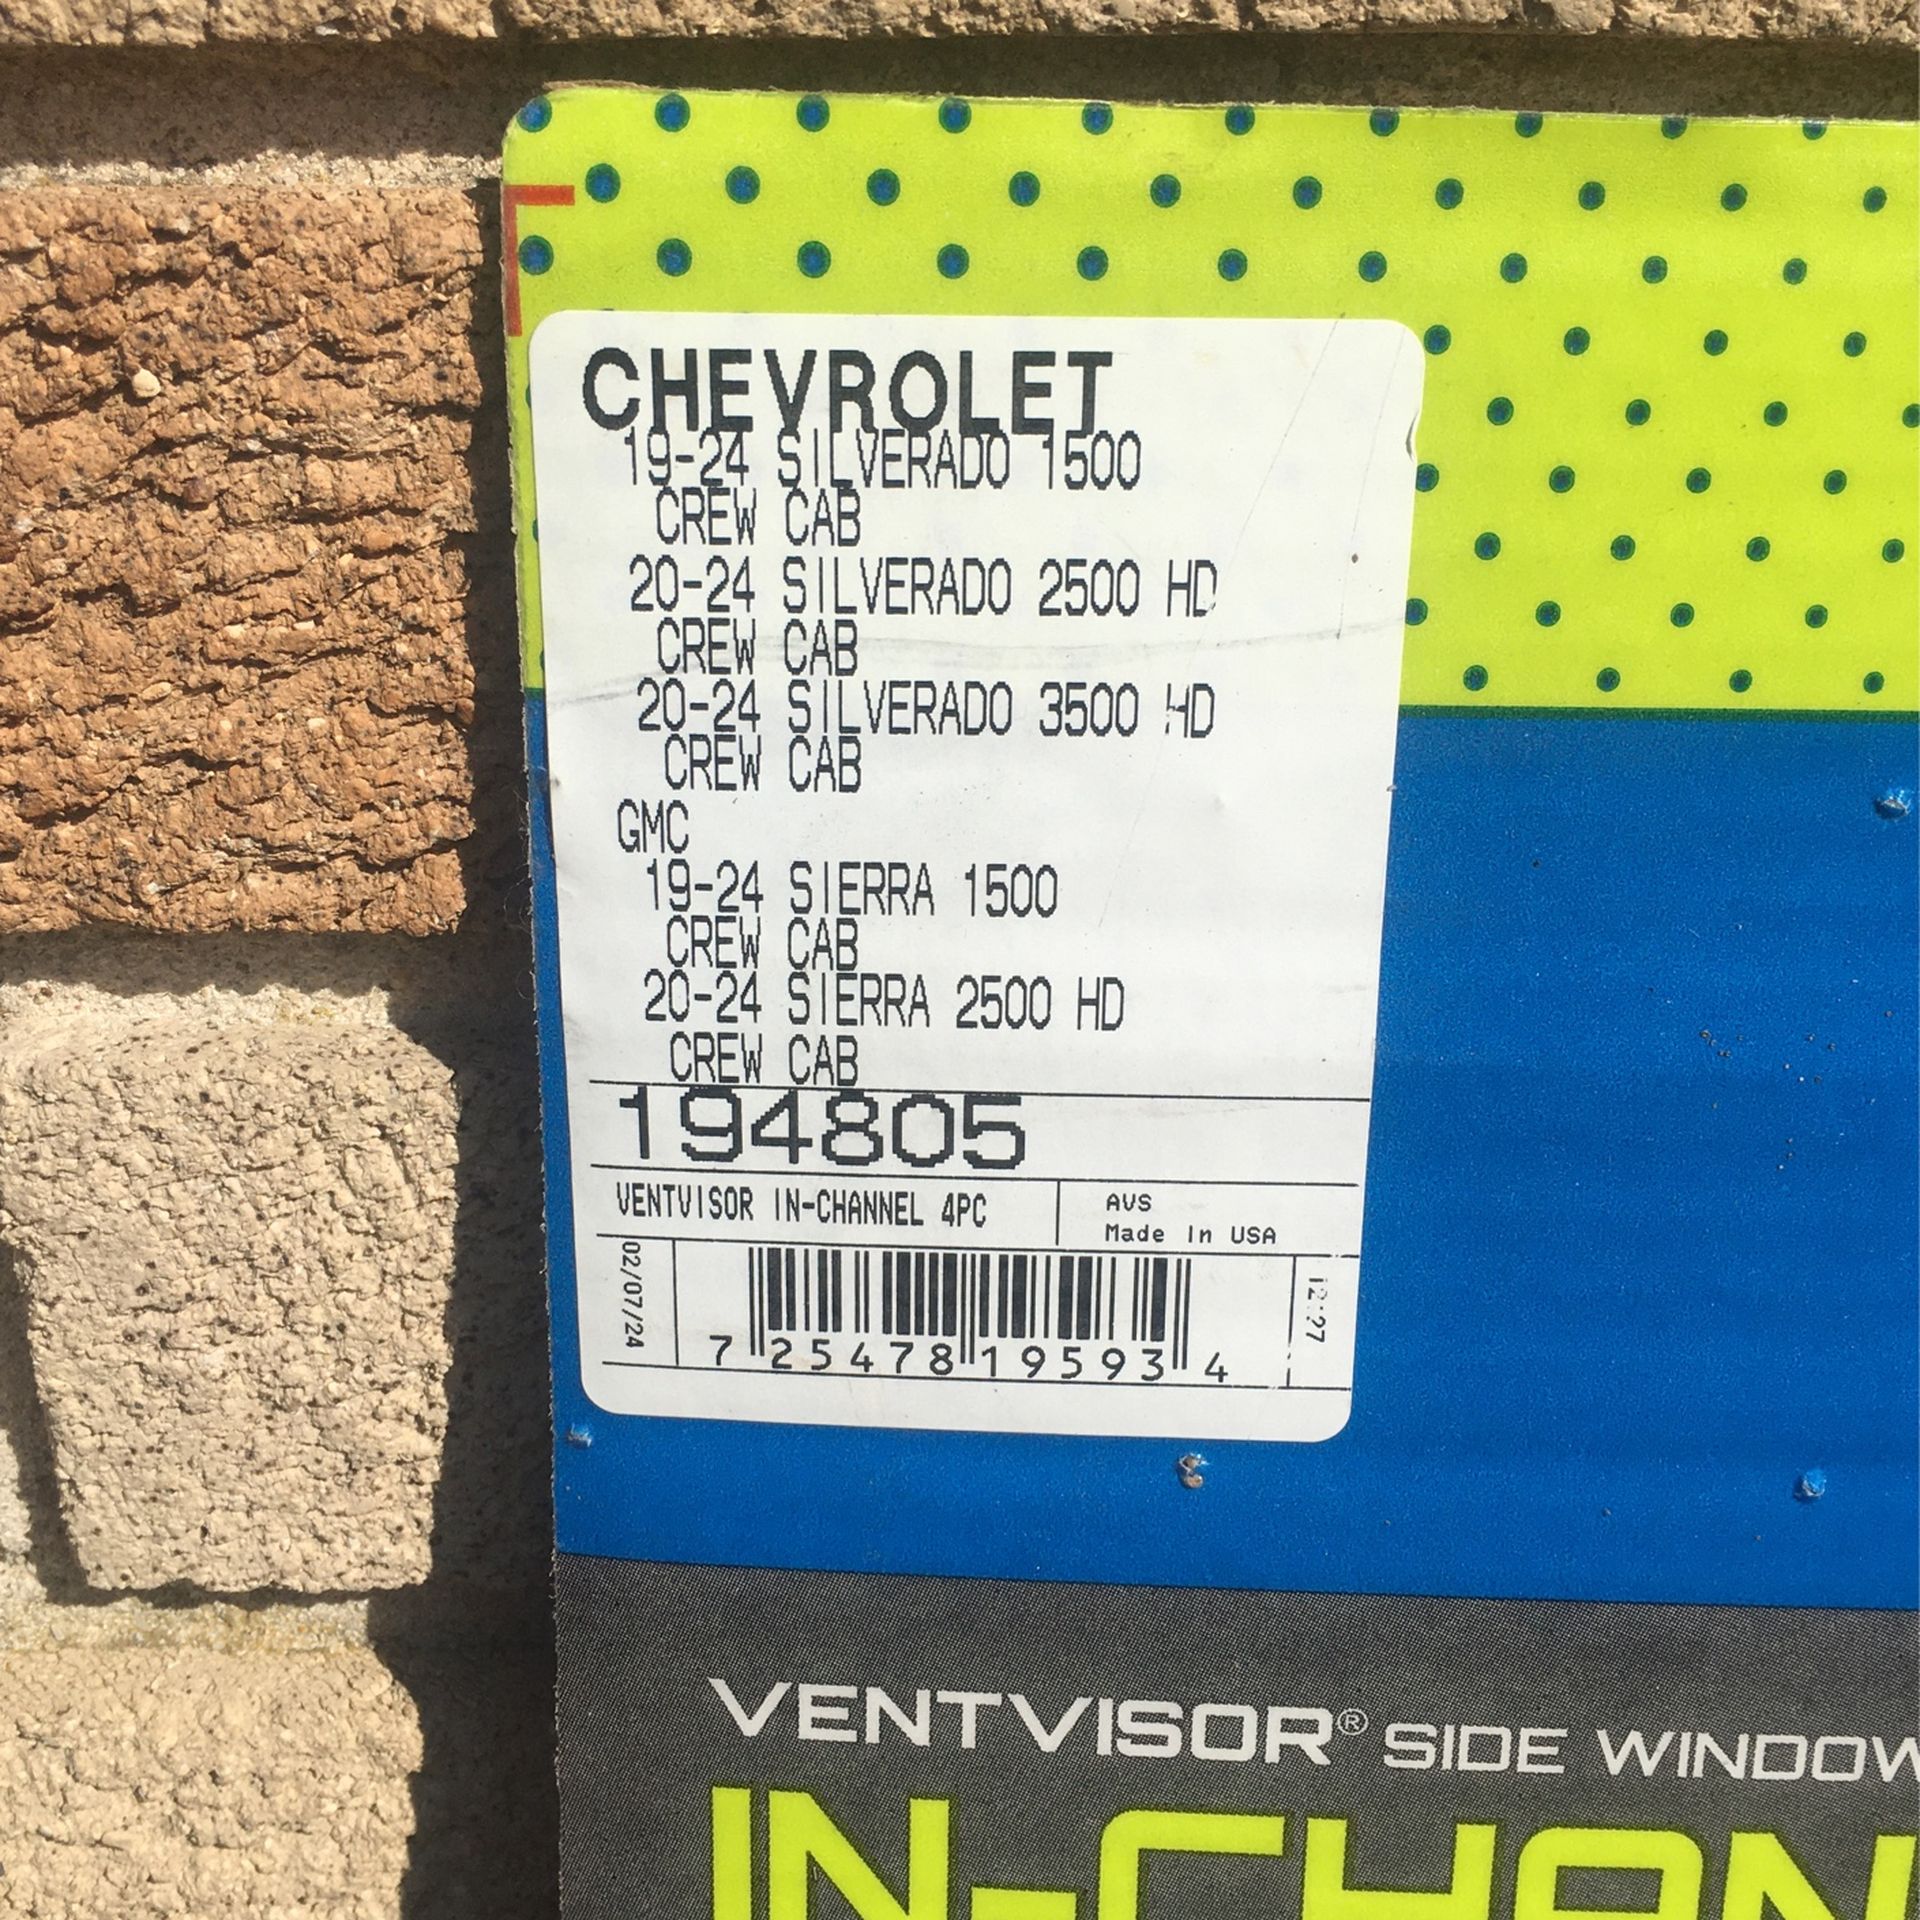 CHEVROLET
19-24 SILVERADO 1500
CREW CAB
20-24 SILVERADO 2500 HD
CREW CAB
20-24 SILVERADO 3500 HD
CREW CAB
GMC
19-24 SIERRA 1500
CREW CAB
20-24 SIERRA 2500 HD
CREW CAB
194805
VENTVISOR IN-CHANNEL 4PC
AVS
Made In USA
02/07/24
7 25478 19593 4
12:27
VENTVISOR® SIDE WINDOW
IN-CHAN